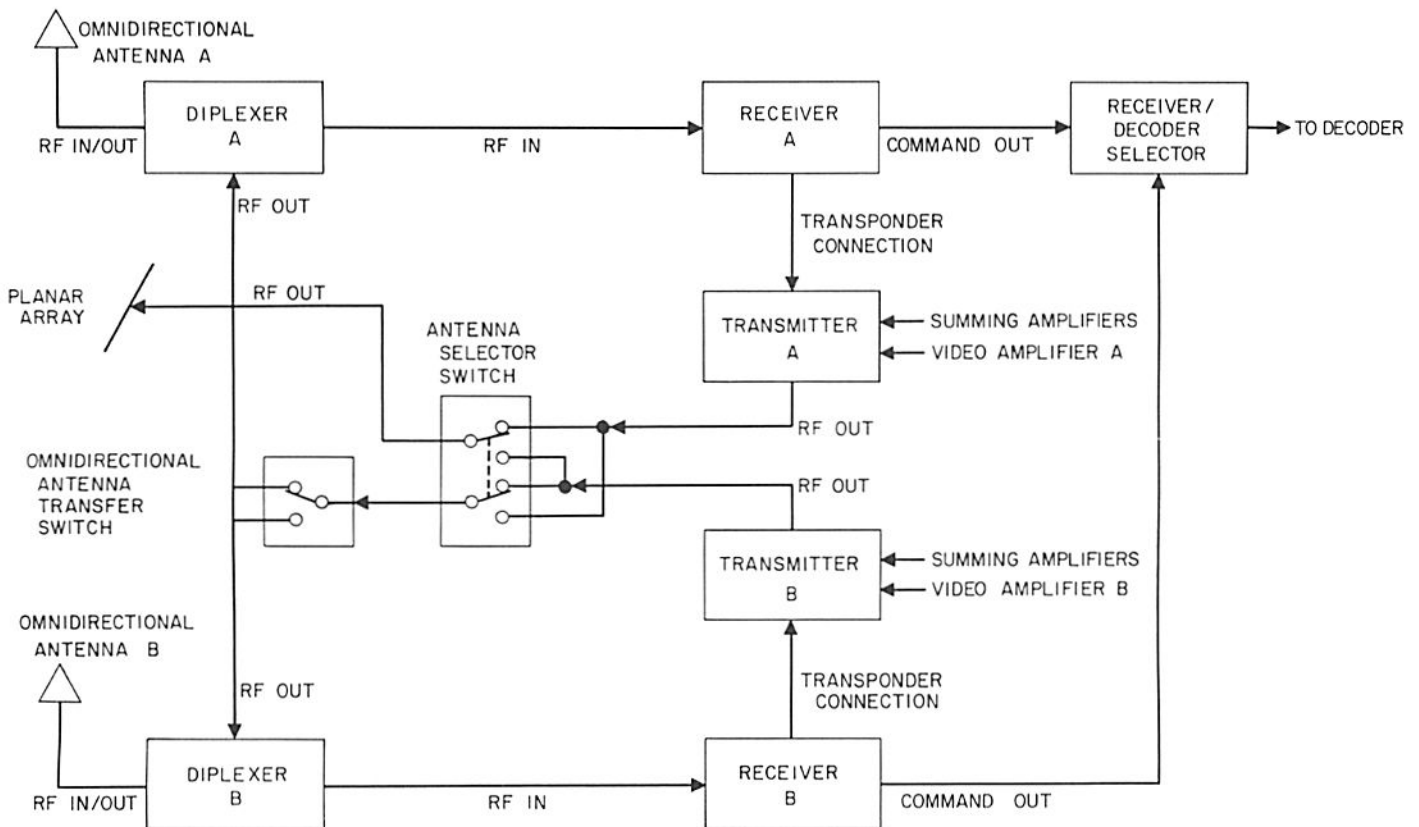 OMNIDIRECTIONAL
ANTENNA A
DIPLEXER
A
RF IN/OUT
RF IN
RECEIVER
A
COMMAND OUT
RECEIVER/
DECODER
SELECTOR
TO DECODER
RF OUT
TRANSPONDER
CONNECTION
PLANAR
ARRAY
RF OUT
ANTENNA
SELECTOR
SWITCH
TRANSMITTER
A
SUMMING AMPLIFIERS
VIDEO AMPLIFIER A
RF OUT
OMNIDIRECTIONAL
ANTENNA
TRANSFER
SWITCH
RF OUT
TRANSMITTER
B
SUMMING AMPLIFIERS
VIDEO AMPLIFIER B
OMNIDIRECTIONAL
ANTENNA B
RF OUT
TRANSPONDER
CONNECTION
DIPLEXER
B
RF IN/OUT
RF IN
RECEIVER
B
COMMAND OUT